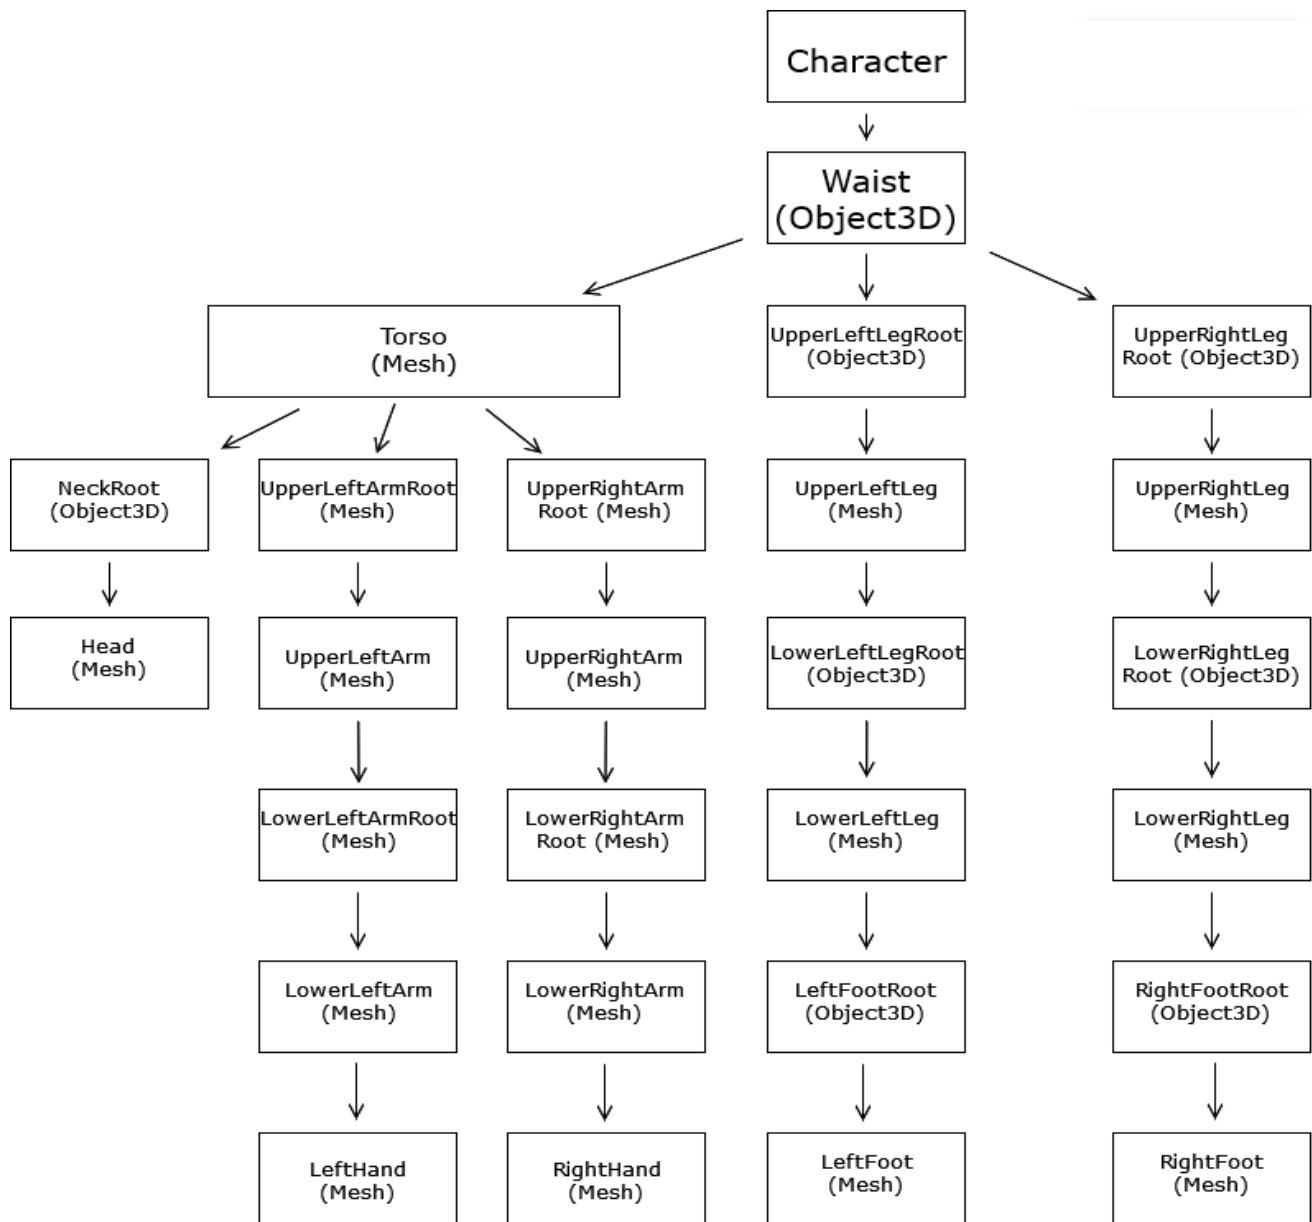 Character
Waist
(Object3D)
Torso
(Mesh)
UpperLeftLegRoot
(Object3D)
UpperRightLeg
Root (Object3D)
NeckRoot
(Object3D)
UpperLeftArmRoot
(Mesh)
UpperRightArm
Root (Mesh)
UpperLeftLeg
(Mesh)
UpperRightLeg
(Mesh)
Head
(Mesh)
UpperLeftArm
(Mesh)
UpperRightArm
(Mesh)
LowerLeftLegRoot
(Object3D)
LowerRightLeg
Root (Object3D)
LowerLeftArmRoot
(Mesh)
LowerRightArm
Root (Mesh)
LowerLeftLeg
(Mesh)
LowerRightLeg
(Mesh)
LowerLeftArm
(Mesh)
LowerRightArm
(Mesh)
LeftFootRoot
(Object3D)
RightFootRoot
(Object3D)
LeftHand
(Mesh)
RightHand
(Mesh)
LeftFoot
(Mesh)
RightFoot
(Mesh)